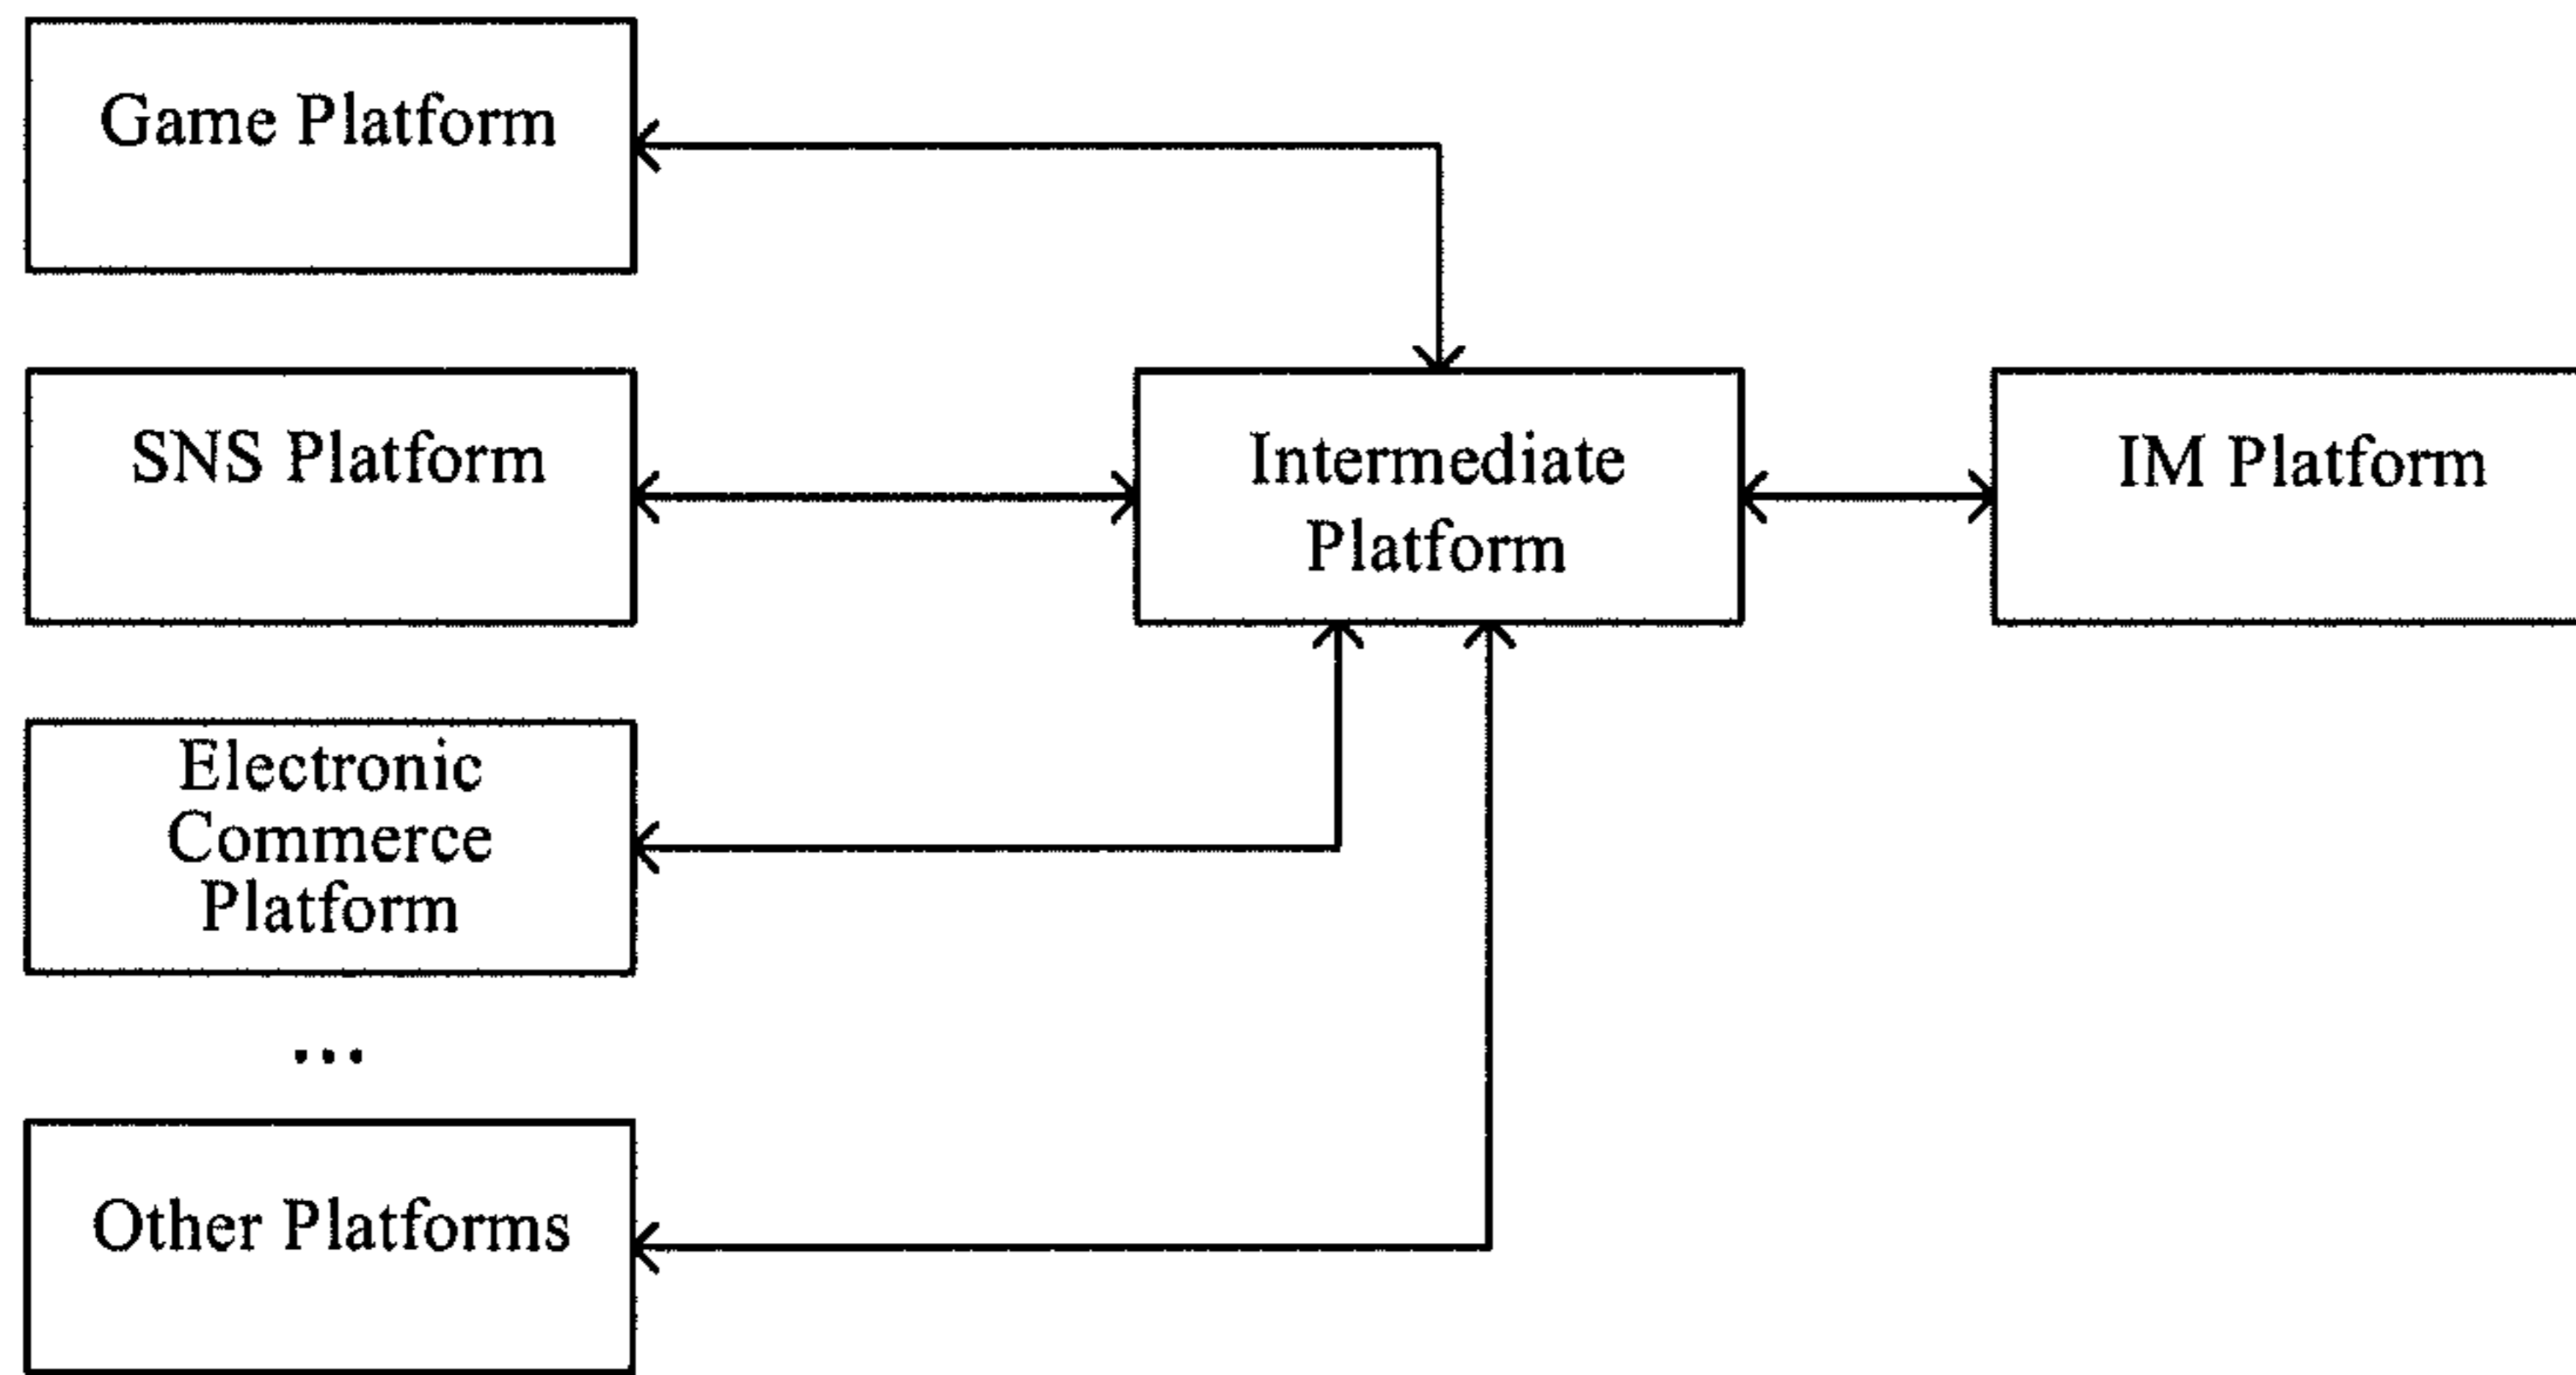 Game Platform
SNS Platform
Intermediate
Platform
IM Platform
Electronic
Commerce
Platform
...
Other Platforms